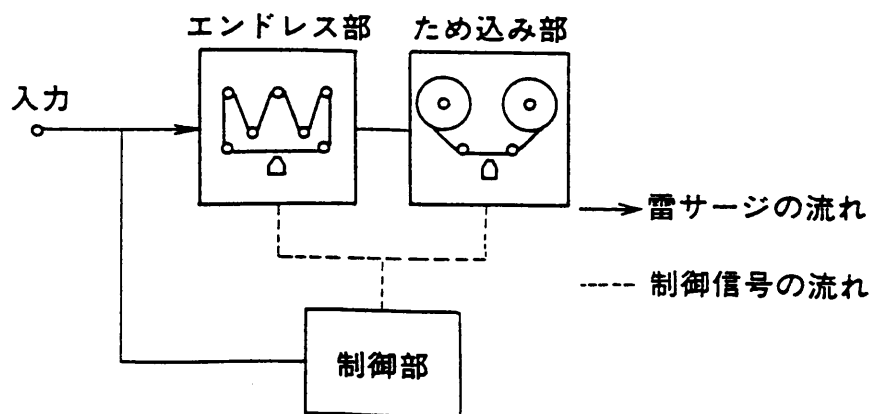 エンドレス部
ため込み部
入力
雷サージの流れ
制御信号の流れ
制御部